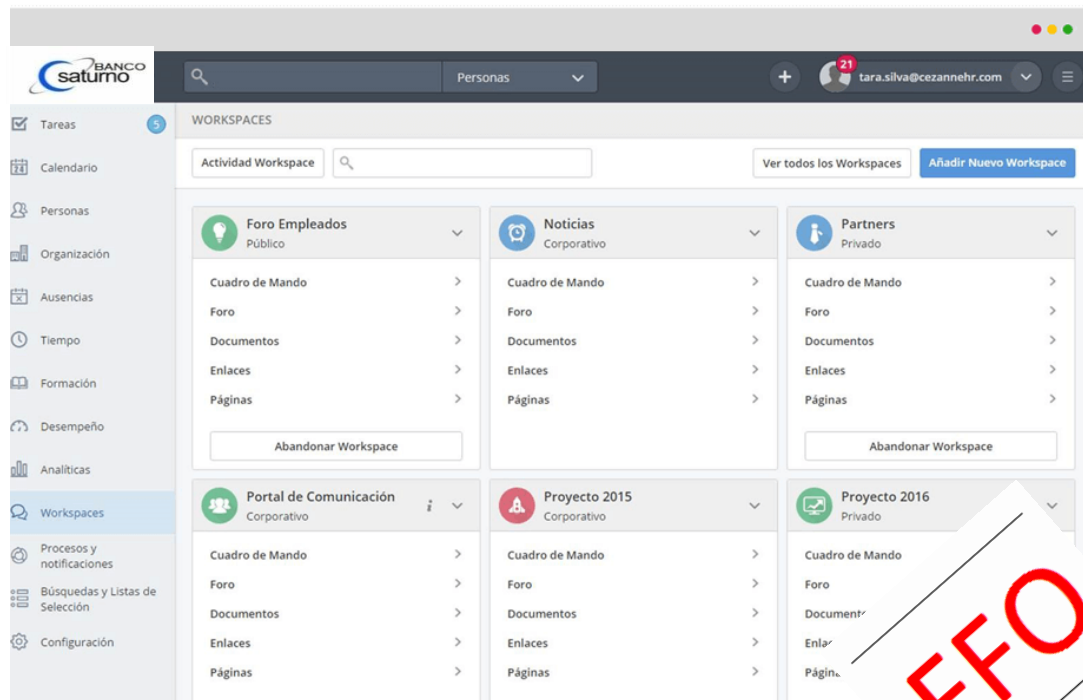 BANCO
saturno
Personas
21
tara.silva@cezannehr.com
Tareas 5
24 Calendario
Personas
Organización
Ausencias
Tiempo
Formación
Desempeño
Analíticas
Workspaces
Procesos y
notificaciones
Búsquedas y Listas de
Selección
Configuración
WORKSPACES
Actividad Workspace
Ver todos los Workspaces
Añadir Nuevo Workspace
Foro Empleados
Público
Cuadro de Mando
Foro
Documentos
Enlaces
Páginas
Abandonar Workspace
Noticias
Corporativo
Cuadro de Mando
Foro
Documentos
Enlaces
Páginas
Partners
Privado
Cuadro de Mando
Foro
Documentos
Enlaces
Páginas
Abandonar Workspace
Portal de Comunicación
Corporativo
i
Cuadro de Mando
Foro
Documentos
Enlaces
Páginas
Proyecto 2015
Corporativo
Cuadro de Mando
Foro
Documentos
Enlaces
Páginas
Proyecto 2016
Privado
Cuadro de Mando
Foro